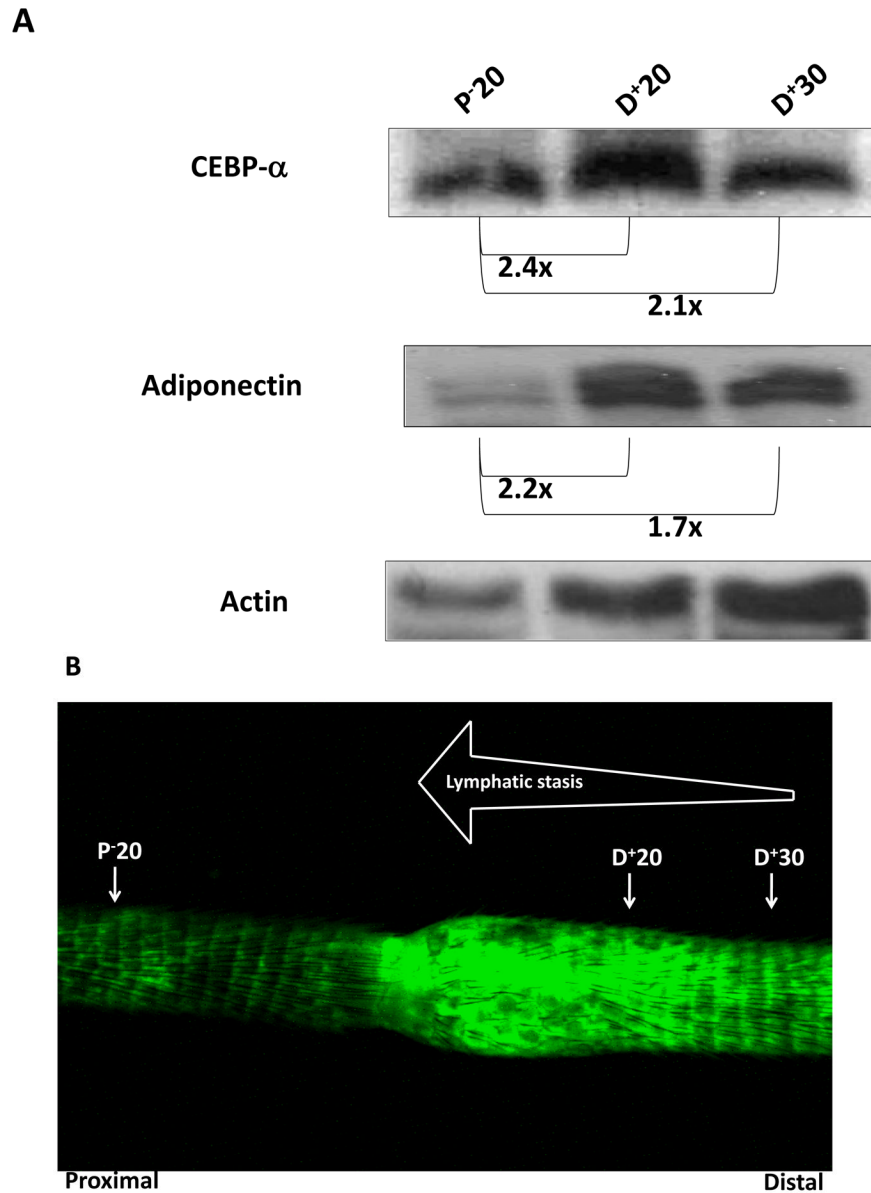 A
P-20 D+20 D+30
CEBP-α
2.4x
2.1x
Adiponectin
2.2x
1.7x
Actin
B
Lymphatic stasis
P-20 D+20 D+30
Proximal Distal